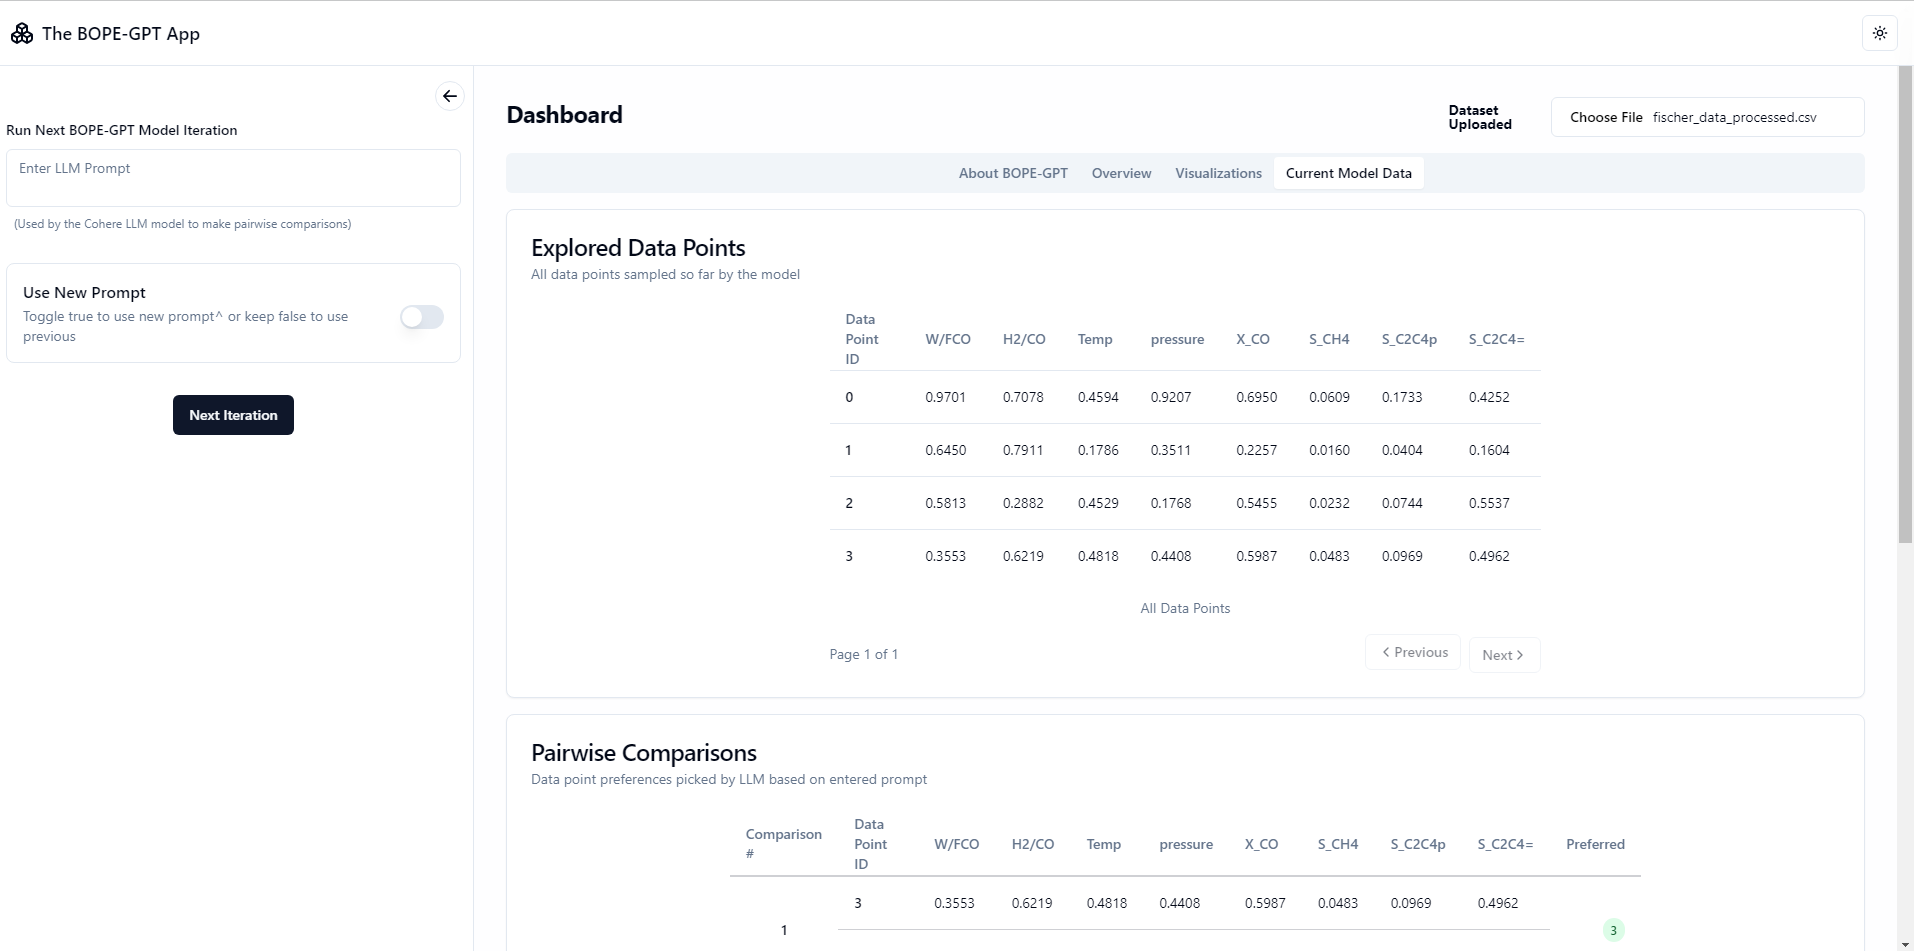 The BOPE-GPT App
Run Next BOPE-GPT Model Iteration
Enter LLM Prompt
(Used by the Cohere LLM model to make pairwise comparisons)
Use New Prompt
Toggle true to use new prompt^ or keep false to use
previous
Next Iteration
Dashboard
Dataset
Uploaded
Choose File fischer_data_processed.csv
About BOPE-GPT Overview Visualizations Current Model Data
Explored Data Points
All data points sampled so far by the model
Data
Point
ID
W/FCO H2/CO Temp pressure X_CO S_CH4 S_C2C4p S_C2C4=
0 0.9701 0.7078 0.4594 0.9207 0.6950 0.0609 0.1733 0.4252
1 0.6450 0.7911 0.1786 0.3511 0.2257 0.0160 0.0404 0.1604
2 0.5813 0.2882 0.4529 0.1768 0.5455 0.0232 0.0744 0.5537
3 0.3553 0.6219 0.4818 0.4408 0.5987 0.0483 0.0969 0.4962
All Data Points
Page 1 of 1
Previous
Next
Pairwise Comparisons
Data point preferences picked by LLM based on entered prompt
Comparison
#
Data
Point
ID
W/FCO H2/CO Temp pressure X_CO S_CH4 S_C2C4p S_C2C4= Preferred
3 0.3553 0.6219 0.4818 0.4408 0.5987 0.0483 0.0969 0.4962
1 3